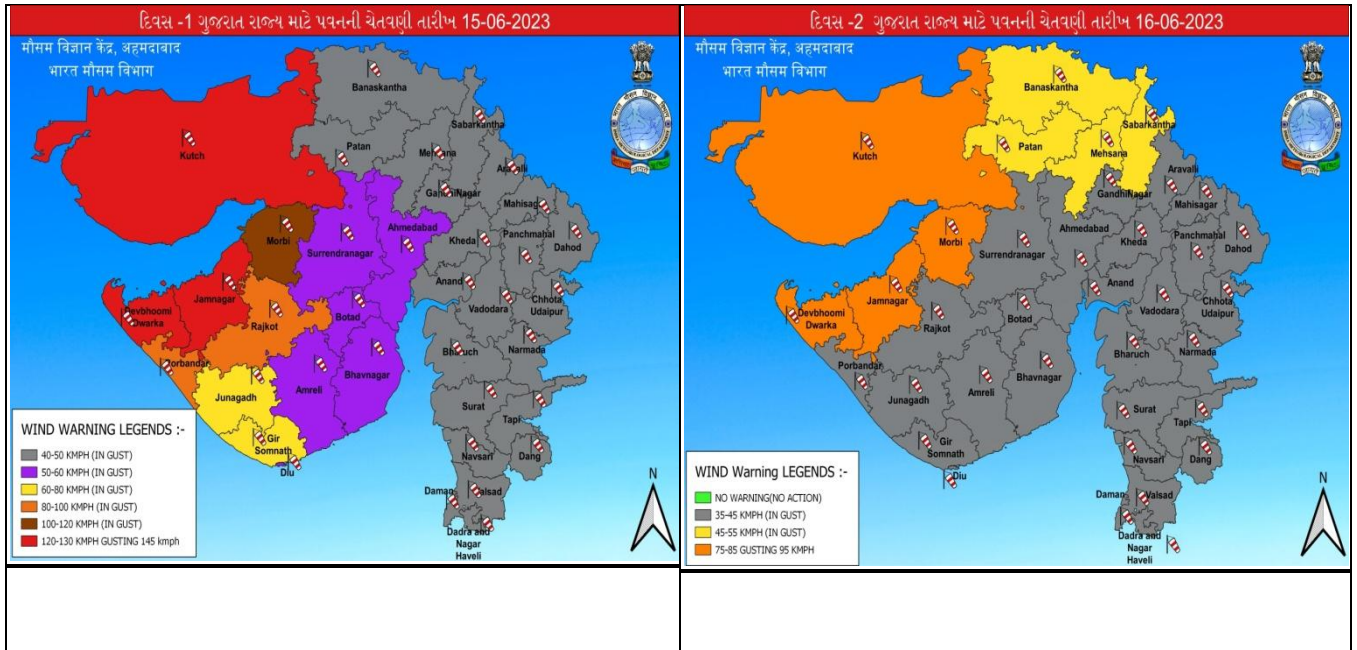 દિવસ -1 ગુજરાત રાજ્ય માટે પવનની ચેતવણી તારીખ 15-06-2023
मौसम विज्ञान केंद्र, अहमदाबाद
भारत मौसम विभाग
Banaskantha
Sabarkantha
Patan
Mehsana
Aravalli
GandhiNagar
Kutch
Mahisagar
Morbi
Surrendranagar
Ahmedabad
Kheda
Panchmahal
Dahod
Jamnagar
Anand
Devbhoomi
Dwarka
Rajkot
Botad
Vadodara
Chhota
Udaipur
Porbandar
Bharuch
Narmada
Junagadh
Amreli
Bhavnagar
Surat
Tapi
Gir
Somnath
Diu
Navsari
Dang
Daman
Valsad
Dadra and
Nagar
Haveli
WIND WARNING LEGENDS :-
40-50 KMPH (IN GUST)
50-60 KMPH (IN GUST)
60-80 KMPH (IN GUST)
80-100 KMPH (IN GUST)
100-120 KMPH (IN GUST)
120-130 KMPH GUSTING 145 kmph
N
દિવસ -2 ગુજરાત રાજ્ય માટે પવનની ચેતવણી તારીખ 16-06-2023
मौसम विज्ञान केंद्र, अहमदाबाद
भारत मौसम विभाग
Banaskantha
Sabarkantha
Patan
Mehsana
Kutch
Aravalli
GandhiNagar
Mahisagar
Morbi
Ahmedabad
Kheda
Panchmahal
Dahod
Surrendranagar
Jamnagar
Anand
Devbhoomi
Dwarka
Rajkot
Botad
Vadodara
Chhota
Udaipur
Bharuch
Narmada
Porbandar
Junagadh
Amreli
Bhavnagar
Surat
Tapi
Gir
Somnath
Diu
Navsari
Dang
Daman
Valsad
Dadra and
Nagar
Haveli
WIND Warning LEGENDS :-
NO WARNING(NO ACTION)
35-45 KMPH (IN GUST)
45-55 KMPH (IN GUST)
75-85 GUSTING 95 KMPH
N